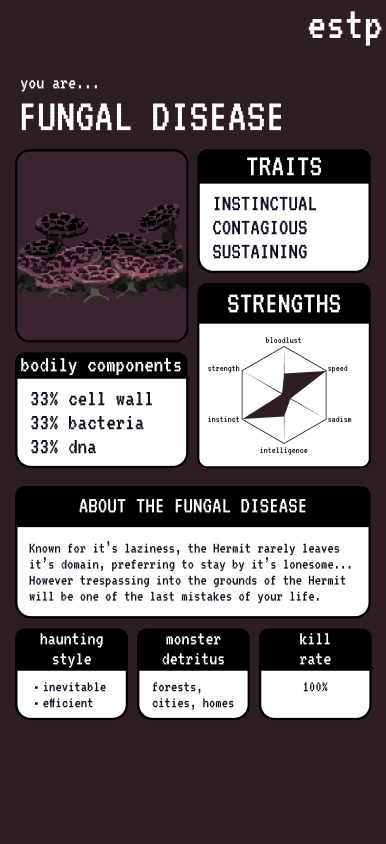 estp
you are...
FUNGAL DISEASE
TRAITS
INSTINCTUAL
CONTAGIOUS
SUSTAINING
STRENGTHS
bloodlust
strength
speed
instinct
sadism
intelligence
bodily components
33% cell wall
33% bacteria
33% dna
ABOUT THE FUNGAL DISEASE
Known for it's laziness, the Hermit rarely leaves
it's domain, preferring to stay by it's lonesome...
However trespassing into the grounds of the Hermit
will be one of the last mistakes of your life.
haunting
style
• inevitable
• efficient
monster
detritus
forests,
cities, homes
kill
rate
100%